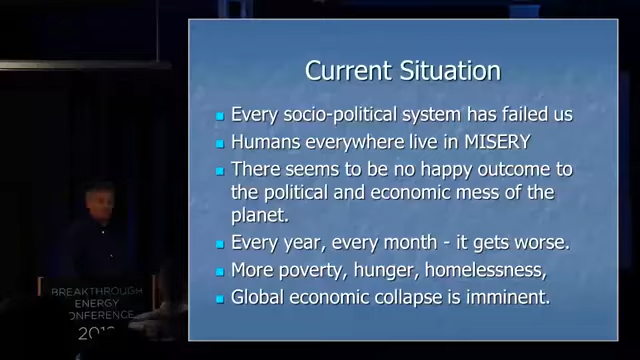 Current Situation
Every socio-political system has failed us
Humans everywhere live in MISERY
There seems to be no happy outcome to
the political and economic mess of the
planet.
Every year, every month - it gets worse.
More poverty, hunger, homelessness,
Global economic collapse is imminent.
BREAKTHROUGH
ENERGY
CONFERENCE